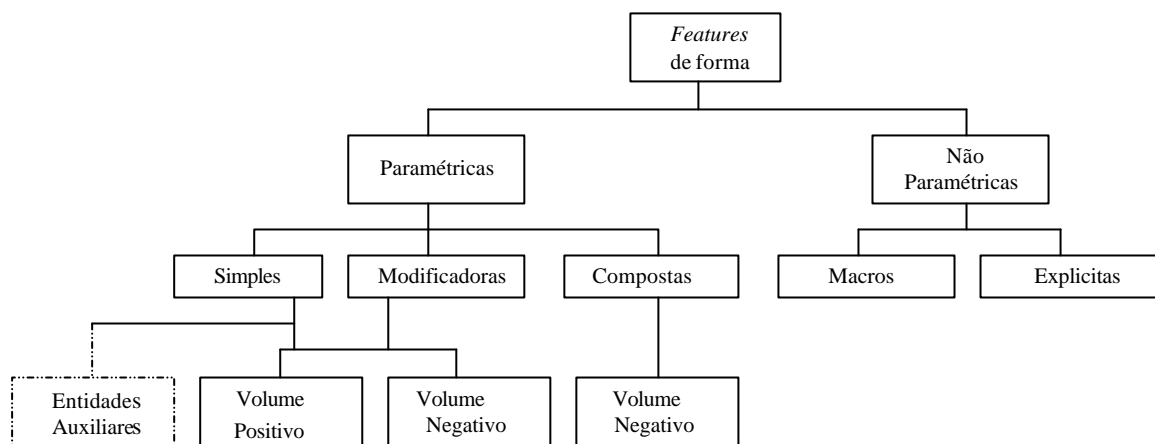 Features
de forma
Paramétricas
Não
Paramétricas
Simples
Modificadoras
Compostas
Macros
Explicitas
Entidades
Auxiliares
Volume
Positivo
Volume
Negativo
Volume
Negativo